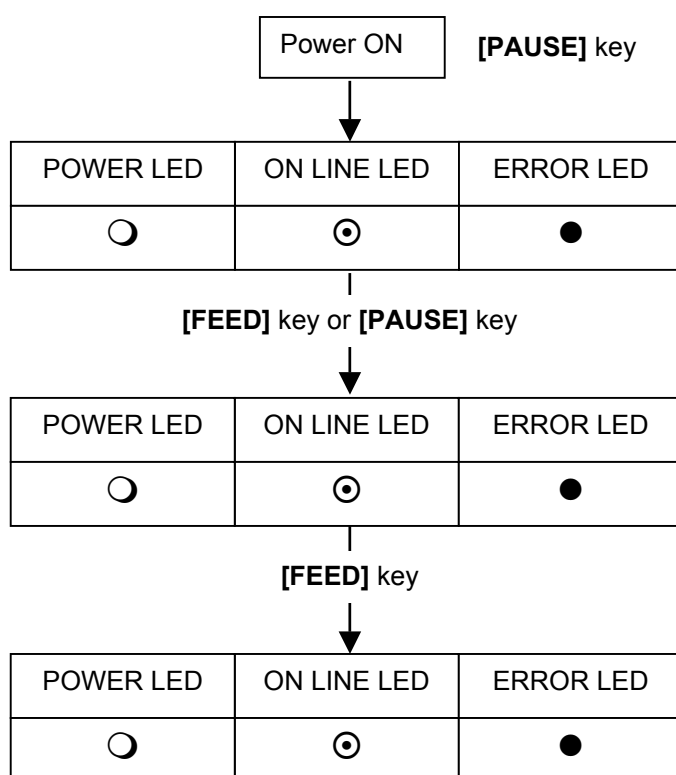 Power ON [PAUSE] key
POWER LED ON LINE LED ERROR LED
❍ ⊙ ●
[FEED] key or [PAUSE] key
POWER LED ON LINE LED ERROR LED
❍ ⊙ ●
[FEED] key
POWER LED ON LINE LED ERROR LED
❍ ⊙ ●